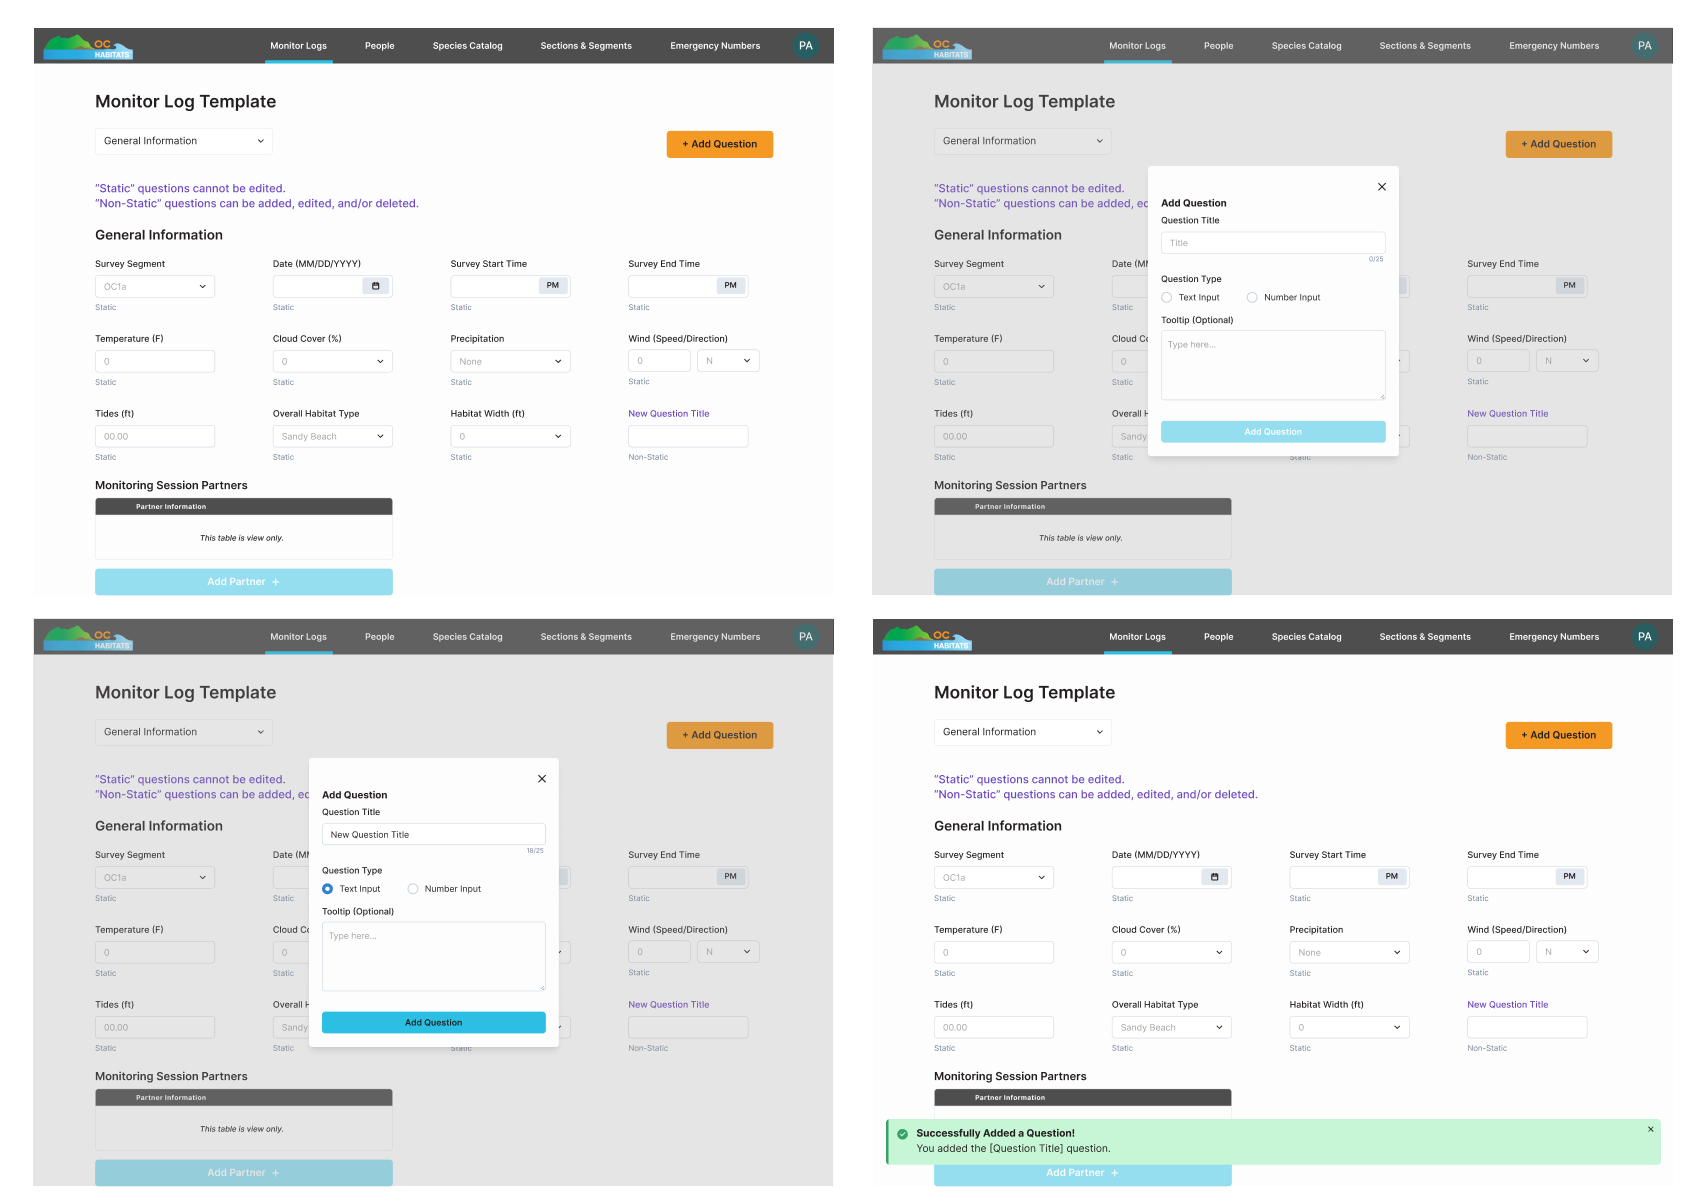 OC
HABITATS
Monitor Logs People Species Catalog Sections & Segments Emergency Numbers PA
Monitor Log Template
General Information
+ Add Question
"Static" questions cannot be edited.
"Non-Static" questions can be added, edited, and/or deleted.
General Information
Survey Segment Date (MM/DD/YYYY) Survey Start Time Survey End Time
OC1a PM PM
Static Static Static Static
Temperature (F) Cloud Cover (%) Precipitation Wind (Speed/Direction)
0 0 None 0 N
Static Static Static Static
Tides (ft) Overall Habitat Type Habitat Width (ft) New Question Title
00.00 Sandy Beach 0
Static Static Static Non-Static
Monitoring Session Partners
Partner Information
This table is view only.
Add Partner +
OC
HABITATS
Monitor Logs People Species Catalog Sections & Segments Emergency Numbers PA
Monitor Log Template
General Information
+ Add Question
"Static" questions cannot be edited.
"Non-Static" questions can be added, ed
General Information
Survey Segment Date (M Survey End Time
OC1a PM
Static Static Static
Temperature (F) Cloud Co Wind (Speed/Direction)
0 0 0 N
Static Static Static
Tides (ft) Overall H New Question Title
00.00 Sandy
Static Static Static Non-Static
Monitoring Session Partners
Partner Information
This table is view only.
Add Partner +
Add Question
Question Title
Title
0/25
Question Type
Text Input Number Input
Tooltip (Optional)
Type here...
Add Question
OC
HABITATS
Monitor Logs People Species Catalog Sections & Segments Emergency Numbers PA
Monitor Log Template
General Information
+ Add Question
"Static" questions cannot be edited.
"Non-Static" questions can be added, ed
General Information
Survey Segment Date (M Survey End Time
OC1a PM
Static Static Static
Temperature (F) Cloud Co Wind (Speed/Direction)
0 0 0 N
Static Static Static
Tides (ft) Overall H New Question Title
00.00 Sandy
Static Static Static Non-Static
Monitoring Session Partners
Partner Information
This table is view only.
Add Partner +
Add Question
Question Title
New Question Title
18/25
Question Type
Text Input Number Input
Tooltip (Optional)
Type here...
Add Question
OC
HABITATS
Monitor Logs People Species Catalog Sections & Segments Emergency Numbers PA
Monitor Log Template
General Information
+ Add Question
"Static" questions cannot be edited.
"Non-Static" questions can be added, edited, and/or deleted.
General Information
Survey Segment Date (MM/DD/YYYY) Survey Start Time Survey End Time
OC1a PM PM
Static Static Static Static
Temperature (F) Cloud Cover (%) Precipitation Wind (Speed/Direction)
0 0 None 0 N
Static Static Static Static
Tides (ft) Overall Habitat Type Habitat Width (ft) New Question Title
00.00 Sandy Beach 0
Static Static Static Non-Static
Monitoring Session Partners
Partner Information
Successfully Added a Question!
You added the [Question Title] question.
Add Partner +